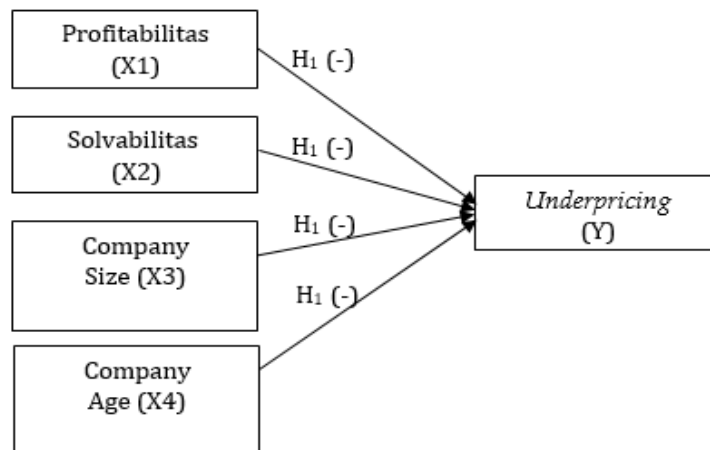 Profitabilitas
(X1)
H₁ (-)
Solvabilitas
(X2)
H₁ (-)
Company
Size (X3)
H₁ (-)
Company
Age (X4)
H₁ (-)
Underpricing
(Y)